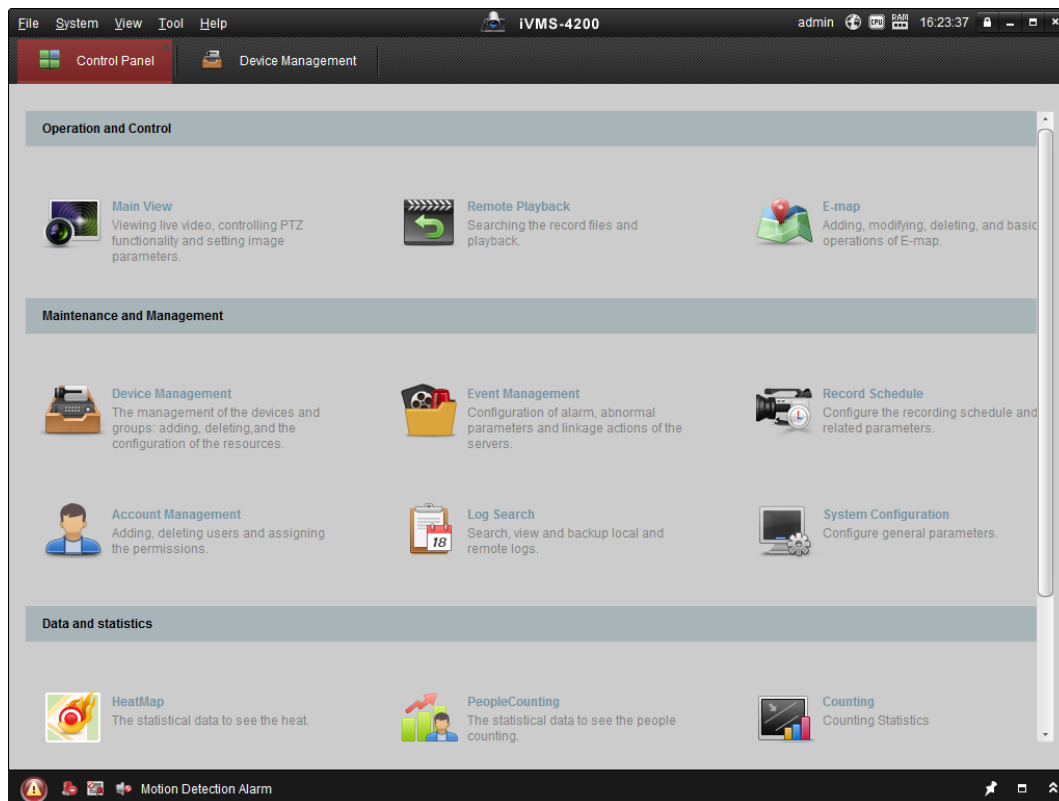 File System View Tool Help iVMS-4200 admin CPU RAM 16:23:37
Control Panel Device Management
Operation and Control
Main View
Viewing live video, controlling PTZ
functionality and setting image
parameters.
Remote Playback
Searching the record files and
playback.
E-map
Adding, modifying, deleting, and basic
operations of E-map.
Maintenance and Management
Device Management
The management of the devices and
groups: adding, deleting,and the
configuration of the resources.
Event Management
Configuration of alarm, abnormal
parameters and linkage actions of the
servers.
Record Schedule
Configure the recording schedule and
related parameters.
Account Management
Adding, deleting users and assigning
the permissions.
18
Log Search
Search, view and backup local and
remote logs.
System Configuration
Configure general parameters.
Data and statistics
HeatMap
The statistical data to see the heat.
PeopleCounting
The statistical data to see the people
counting.
Counting
Counting Statistics
Motion Detection Alarm